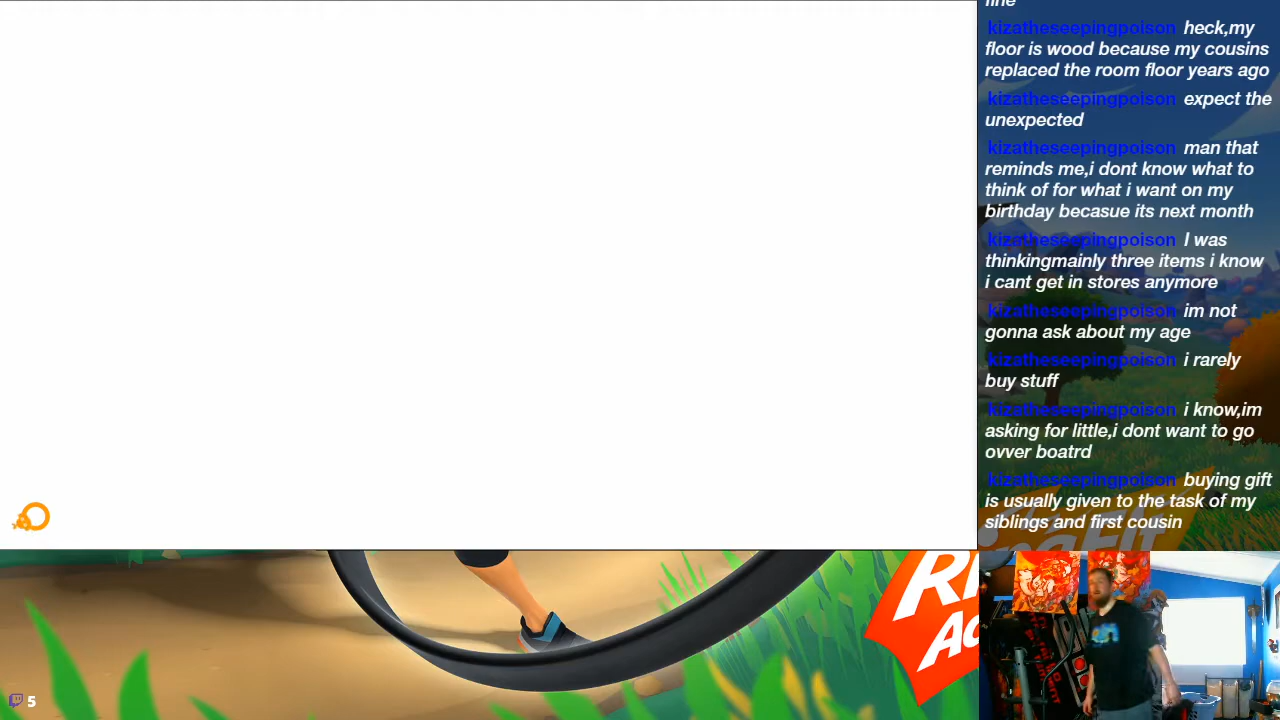 heck,my
floor is wood because my cousins
replaced the room floor years ago
kizatheseepingpoison expect the
unexpected
kizatheseepingpoison man that
reminds me,i dont know what to
think of for what i want on my
birthday becasue its next month
kizatheseepingpoison I was
thinkingmainly three items i know
i cant get in stores anymore
kizatheseepingpoison im not
gonna ask about my age
kizatheseepingpoison i rarely
buy stuff
kizatheseepingpoison i know,im
asking for little,i dont want to go
ovver boatrd
kizatheseepingpoison buying gift
is usually given to the task of my
siblings and first cousin
5